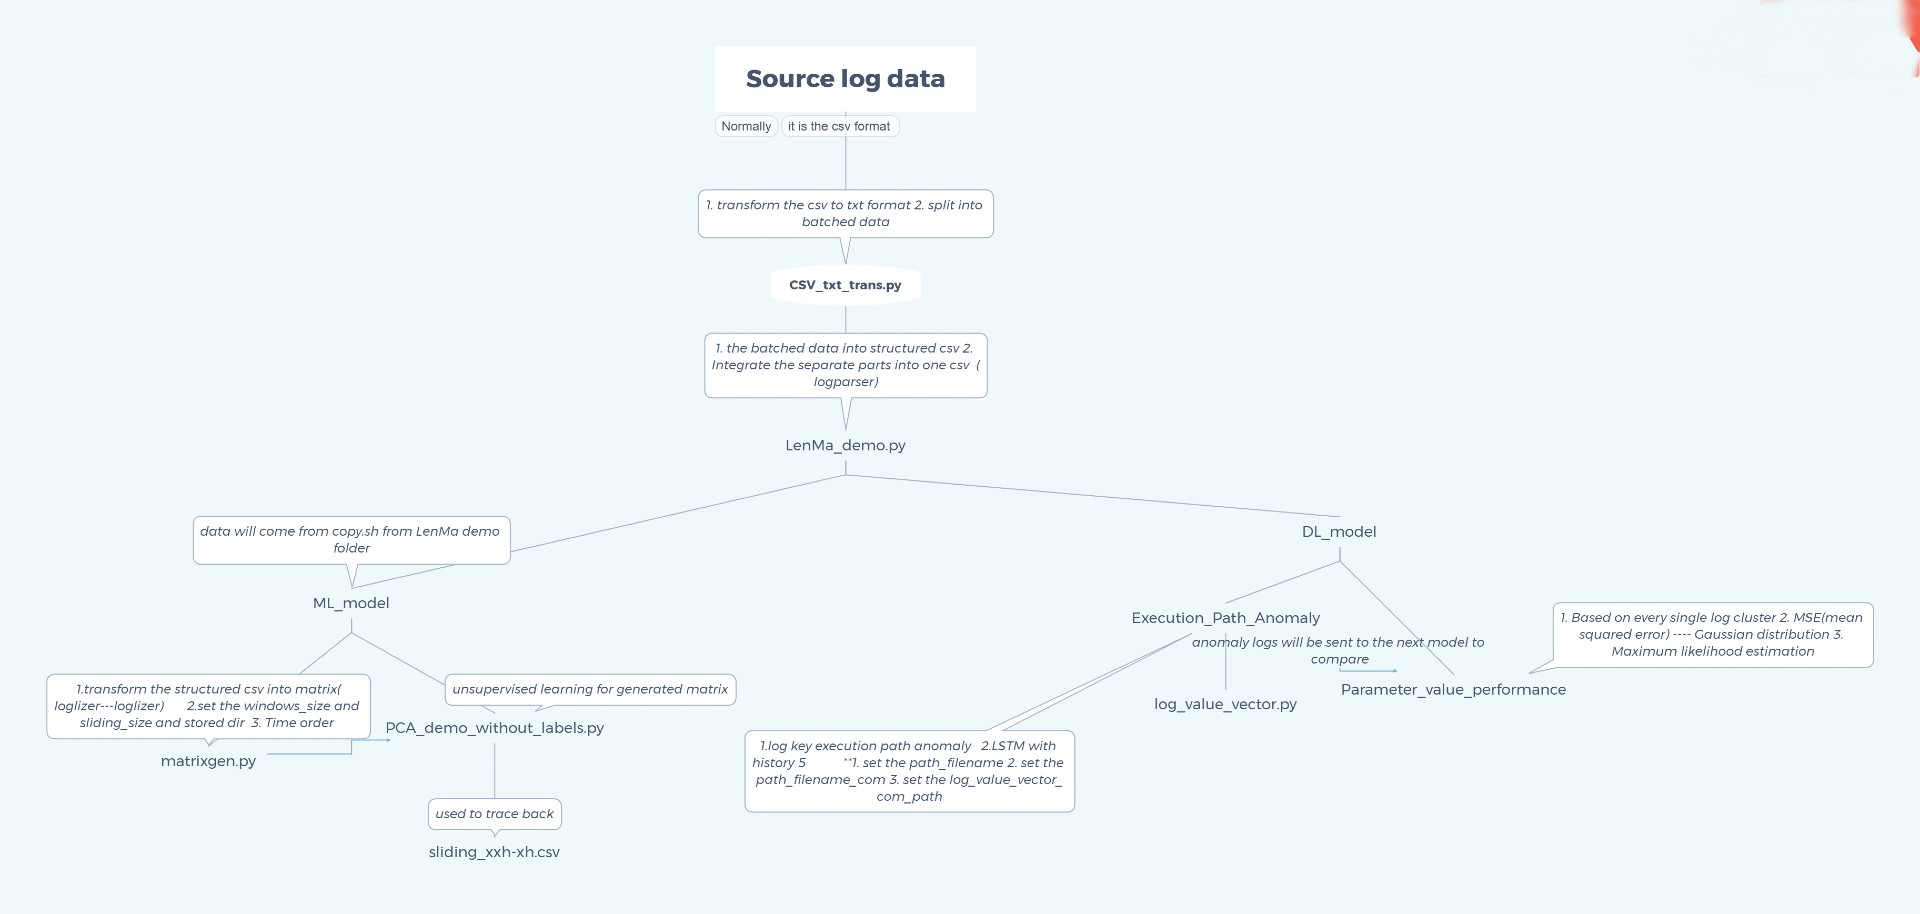 Source log data
Normally
it is the csv format
1. transform the csv to txt format 2. split into
batched data
CSV_txt_trans.py
1. the batched data into structured csv 2.
Integrate the separate parts into one csv (
logparser)
LenMa_demo.py
data will come from copy.sh from LenMa demo
folder
ML_model
1.transform the structured csv into matrix(
loglizer---loglizer) 2.set the windows_size and
sliding_size and stored dir 3. Time order
matrixgen.py
unsupervised learning for generated matrix
PCA_demo_without_labels.py
used to trace back
sliding_xxh-xh.csv
DL_model
Execution_Path_Anomaly
anomaly logs will be sent to the next model to
compare
1.log key execution path anomaly 2.LSTM with
history 5 **1. set the path_filename 2. set the
path_filename_com 3. set the log_value_vector_
com_path
log_value_vector.py
1. Based on every single log cluster 2. MSE(mean
squared error) ---- Gaussian distribution 3.
Maximum likelihood estimation
Parameter_value_performance